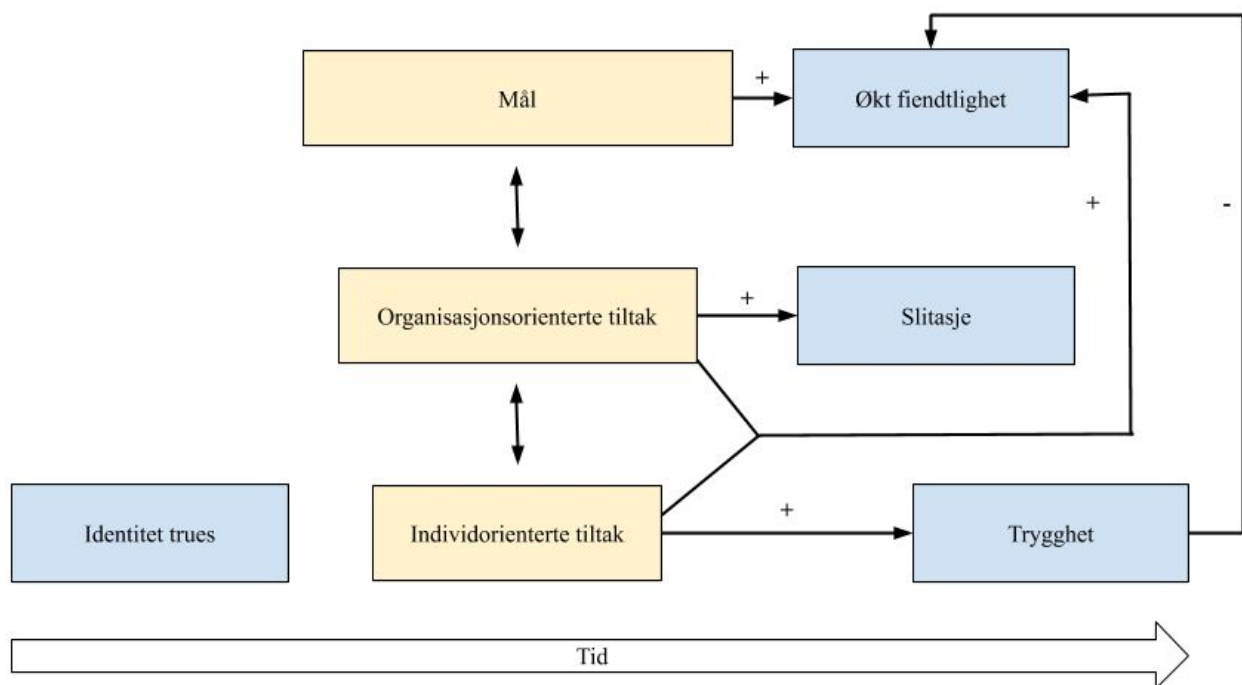 Mål
+
Økt fiendtlighet
+
-
Organisasjonsorienterte tiltak
+
Slitasje
Identitet trues
Individorienterte tiltak
+
Trygghet
Tid